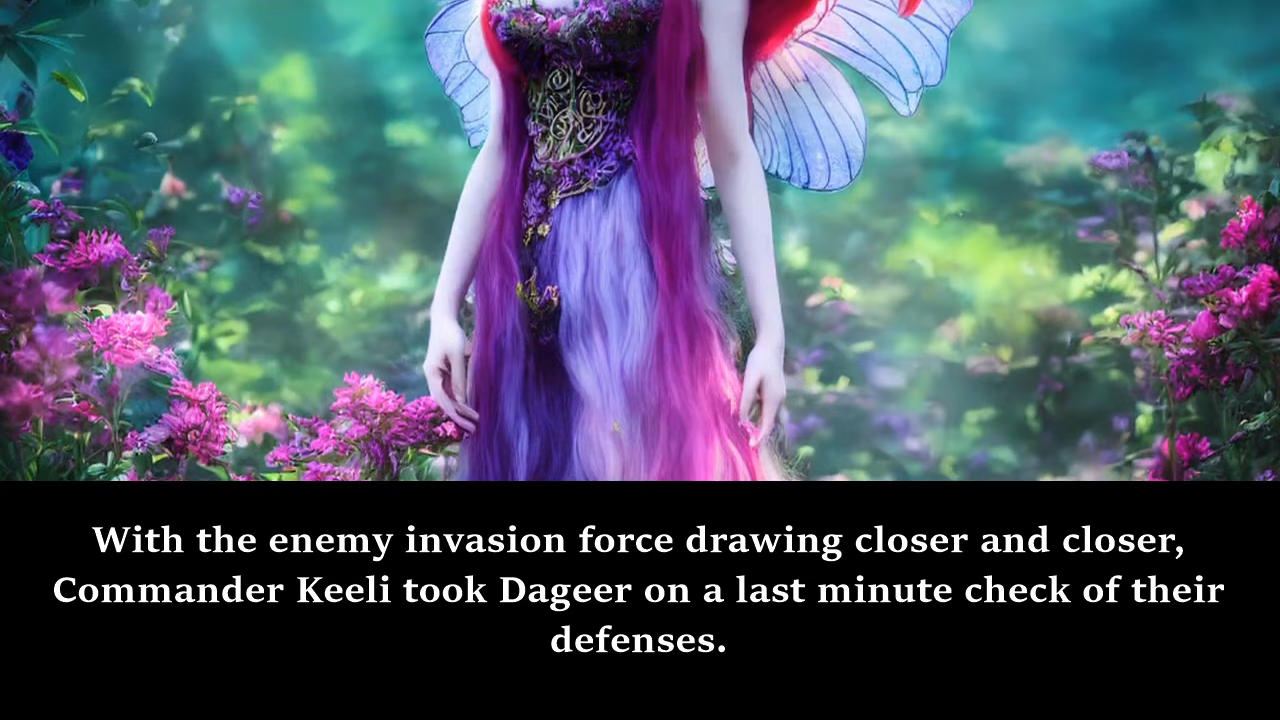 With the enemy invasion force drawing closer and closer,
Commander Keeli took Dageer on a last minute check of their
defenses.